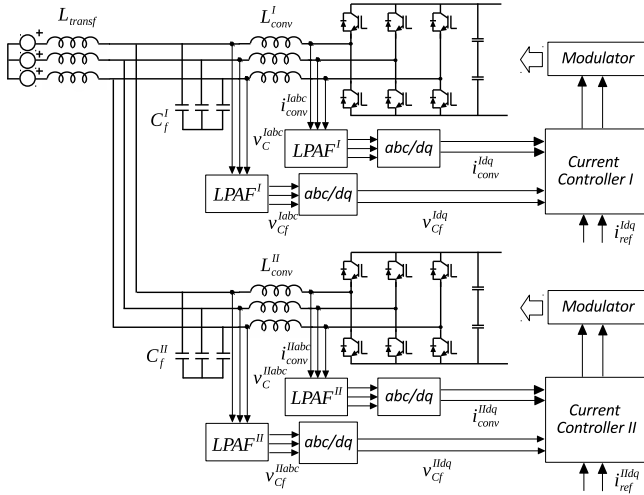 L_transf
L^I_conv
+
+
+
Modulator
C^I_f
i^Iabc_conv
v^Iabc_C
LPAF^I
abc/dq
i^Idq_conv
Current
Controller I
LPAF^I
abc/dq
v^Iabc_Cf
v^Idq_Cf
i^Idq_ref
L^II_conv
Modulator
C^II_f
i^IIabc_conv
v^IIabc_C
LPAF^II
abc/dq
i^IIdq_conv
Current
Controller II
LPAF^II
abc/dq
v^IIabc_Cf
v^IIdq_Cf
i^IIdq_ref